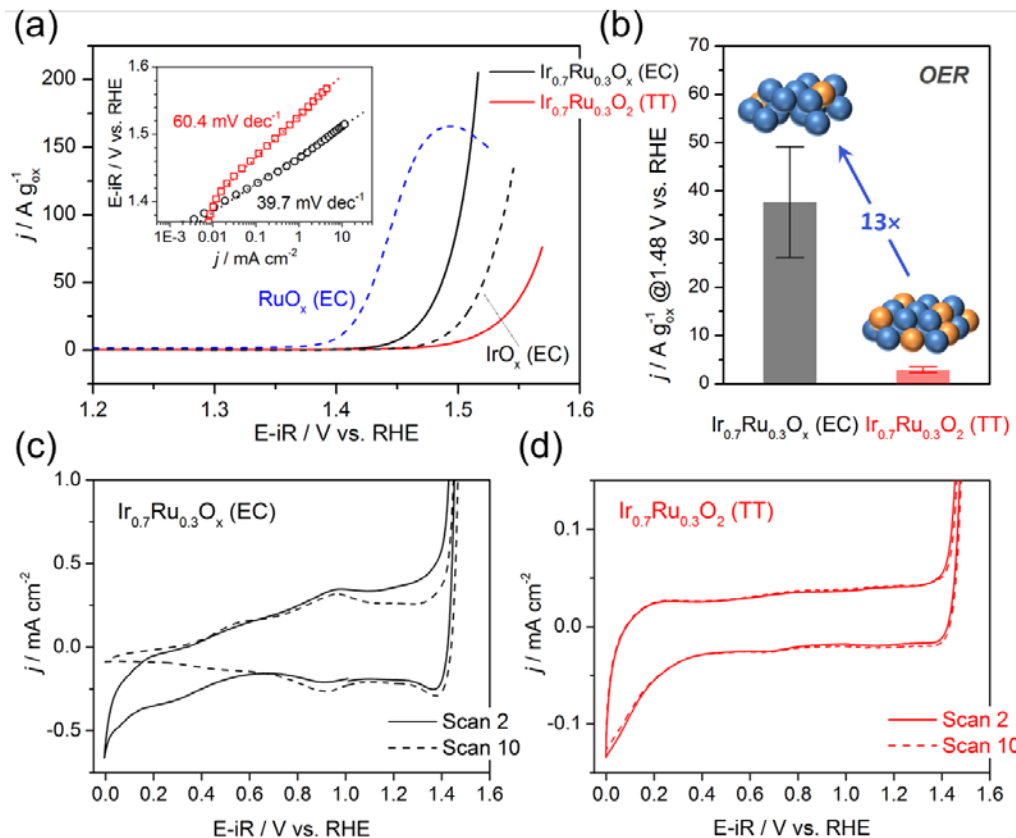 (a)
200
150
100
50
0
j / A g⁻¹ₒₓ
1.2 1.3 1.4 1.5 1.6
E-iR / V vs. RHE
Ir₀.₇Ru₀.₃Oₓ (EC)
Ir₀.₇Ru₀.₃O₂ (TT)
RuOₓ (EC)
IrOₓ (EC)
1.6
1.5
1.4
E-iR / V vs. RHE
60.4 mV dec⁻¹
39.7 mV dec⁻¹
1E-3 0.01 0.1 1 10
j / mA cm⁻²
(b)
70
60
50
40
30
20
10
0
j / A g⁻¹ₒₓ @1.48 V vs. RHE
OER
13×
Ir₀.₇Ru₀.₃Oₓ (EC) Ir₀.₇Ru₀.₃O₂ (TT)
(c)
1.0
0.5
0.0
-0.5
j / mA cm⁻²
Ir₀.₇Ru₀.₃Oₓ (EC)
Scan 2
Scan 10
0.0 0.2 0.4 0.6 0.8 1.0 1.2 1.4 1.6
E-iR / V vs. RHE
(d)
0.1
0.0
-0.1
j / mA cm⁻²
Ir₀.₇Ru₀.₃O₂ (TT)
Scan 2
Scan 10
0.0 0.2 0.4 0.6 0.8 1.0 1.2 1.4 1.6
E-iR / V vs. RHE